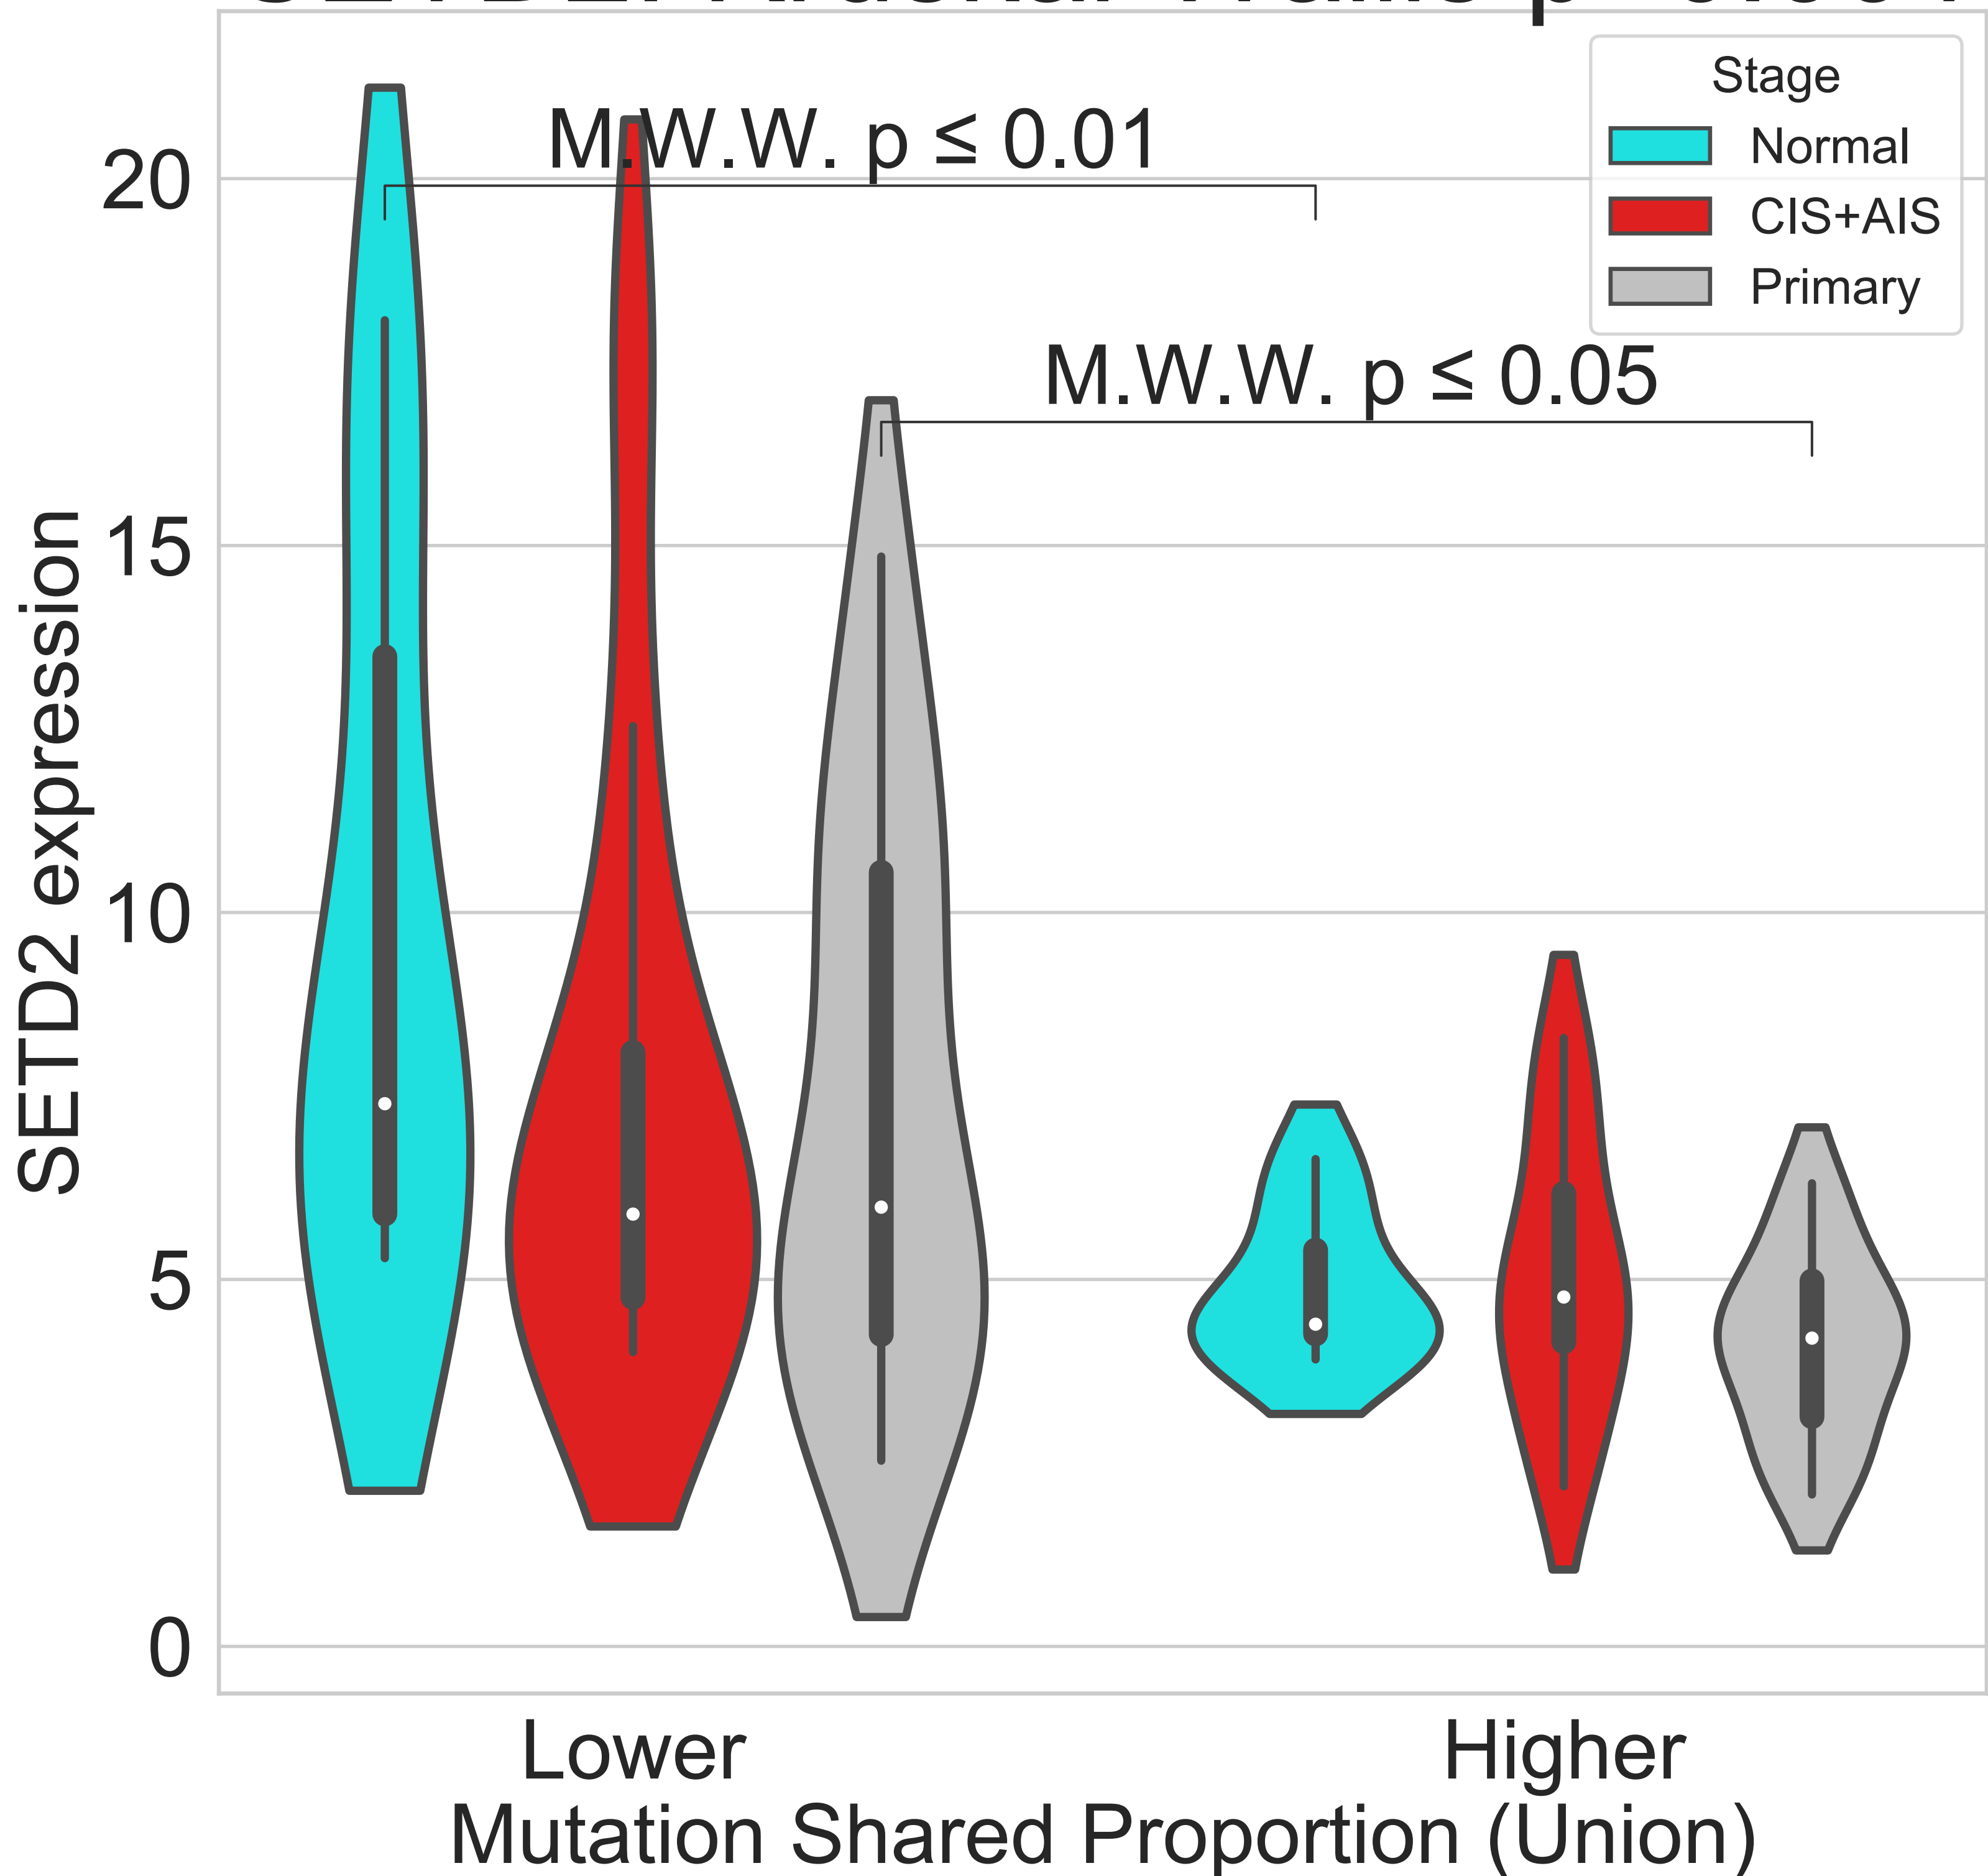 Stage
Normal
CIS+AIS
Primary
M.W.W. p ≤ 0.01
M.W.W. p ≤ 0.05
20
15
10
5
0
SETD2 expression
Lower
Higher
Mutation Shared Proportion (Union)